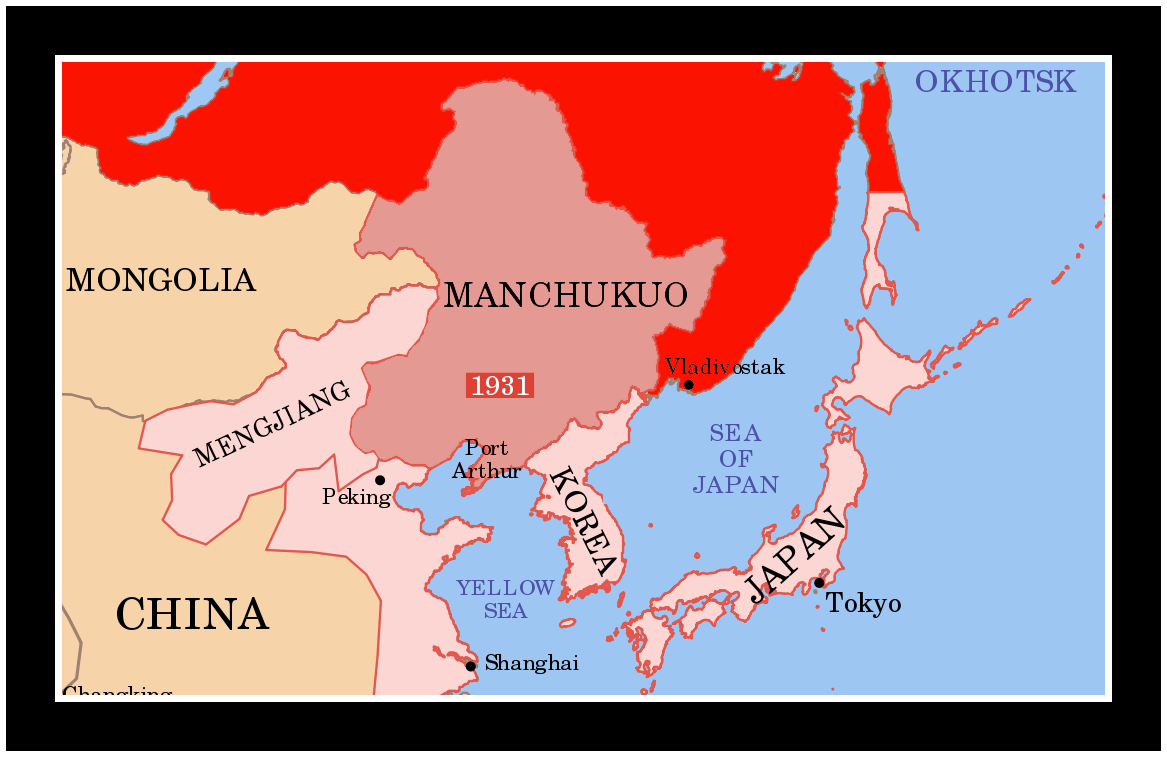 OKHOTSK
MONGOLIA
MANCHUKUO
Vladivostak
1931
MENGJIANG
SEA
OF
JAPAN
Port
Arthur
Peking
KOREA
JAPAN
YELLOW
SEA
CHINA
Tokyo
Shanghai
Chungking